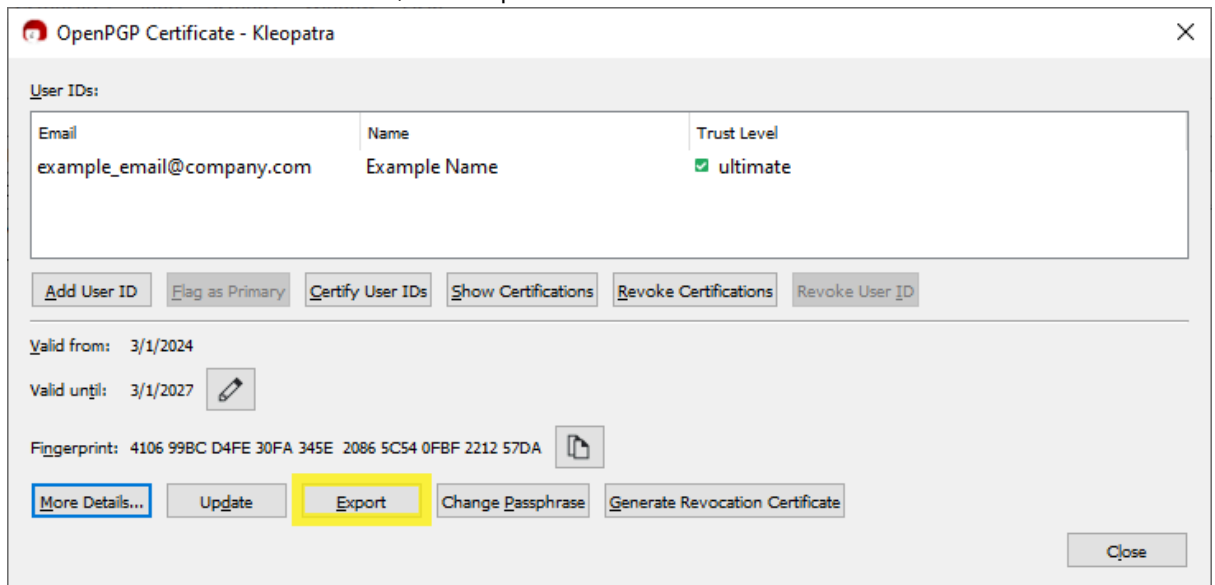 OpenPGP Certificate - Kleopatra
User IDs:
Email Name Trust Level
example_email@company.com Example Name ultimate
Add User ID Flag as Primary Certify User IDs Show Certifications Revoke Certifications Revoke User ID
Valid from: 3/1/2024
Valid until: 3/1/2027
Fingerprint: 4106 99BC D4FE 30FA 345E 2086 5C54 0FBF 2212 57DA
More Details... Update Export Change Passphrase Generate Revocation Certificate
Close